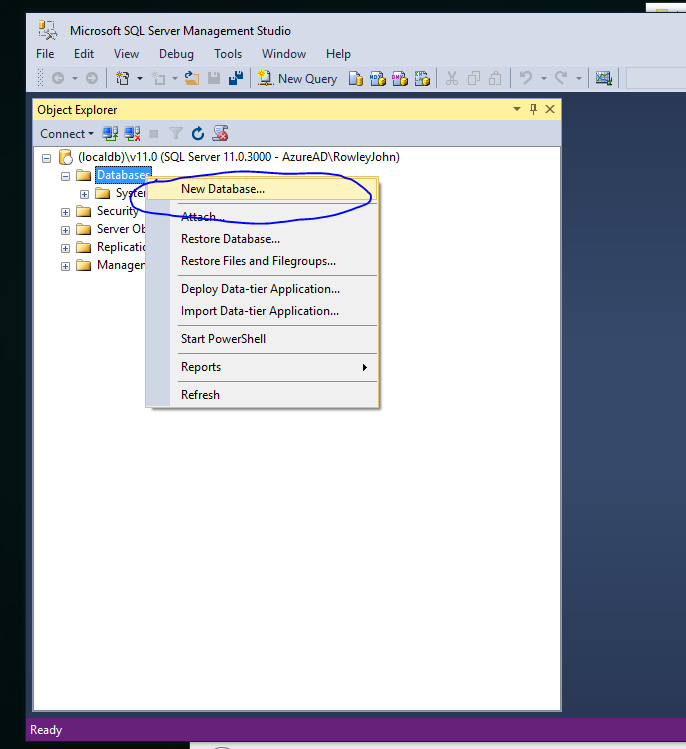 Microsoft SQL Server Management Studio
File Edit View Debug Tools Window Help
New Query
Object Explorer
Connect
(localdb)\v11.0 (SQL Server 11.0.3000 - AzureAD\RowleyJohn)
Databases
New Database...
Syste
Attach...
Security
Server Ob
Restore Database...
Replicatio
Restore Files and Filegroups...
Managem
Deploy Data-tier Application...
Import Data-tier Application...
Start PowerShell
Reports
Refresh
Ready